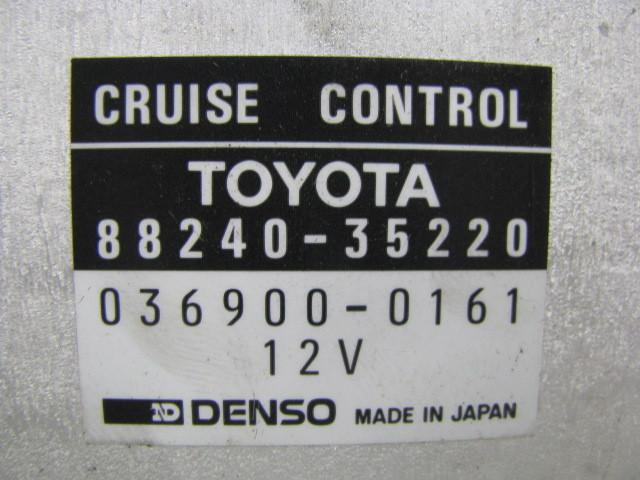 CRUISE CONTROL
TOYOTA
88240-35220
036900-0161
12V
ND DENSO MADE IN JAPAN